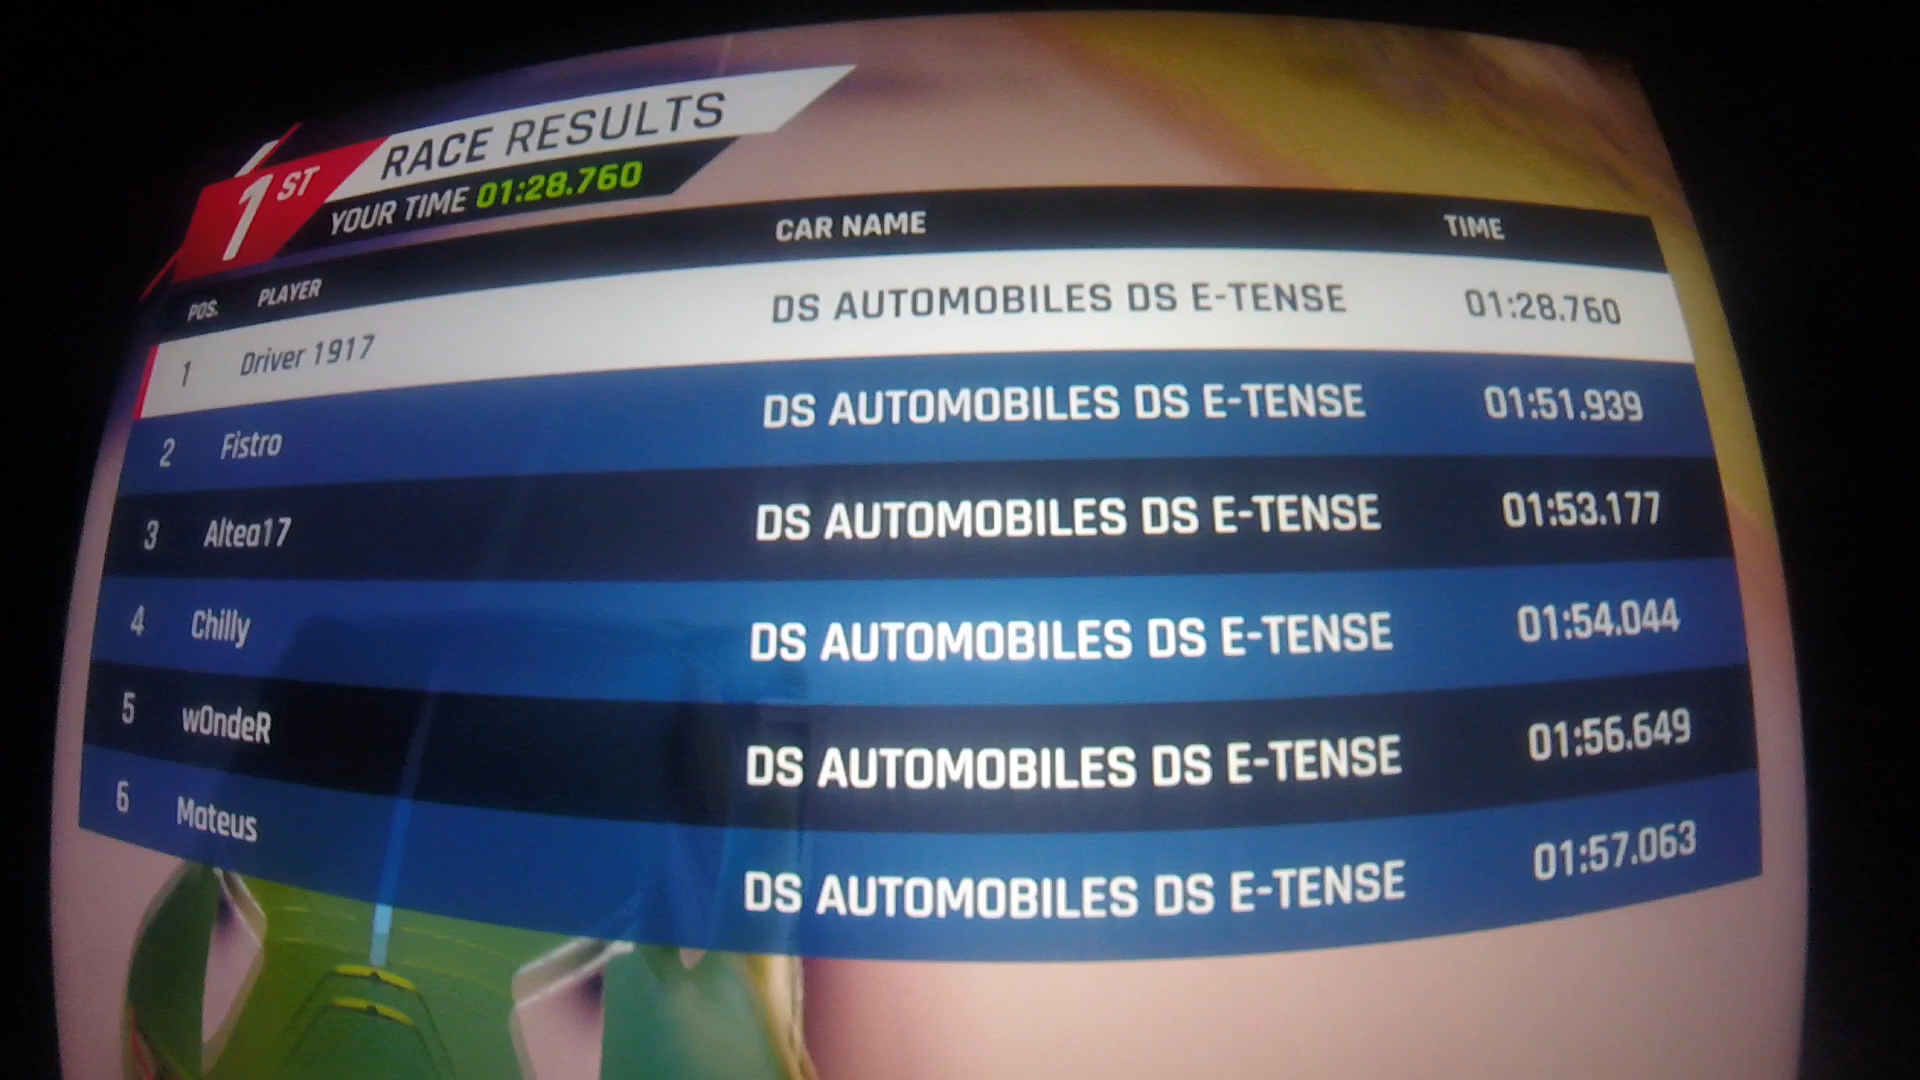 1ST RACE RESULTS
YOUR TIME 01:28.760
POS. PLAYER CAR NAME TIME
1 Driver 1917 DS AUTOMOBILES DS E-TENSE 01:28.760
2 Fistro DS AUTOMOBILES DS E-TENSE 01:51.939
3 Altea17 DS AUTOMOBILES DS E-TENSE 01:53.177
4 Chilly DS AUTOMOBILES DS E-TENSE 01:54.044
5 w0ndeR DS AUTOMOBILES DS E-TENSE 01:56.649
6 Mateus DS AUTOMOBILES DS E-TENSE 01:57.063